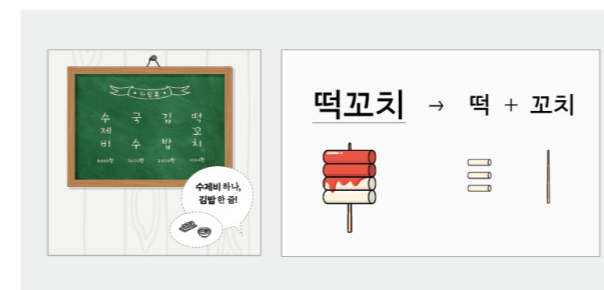 차림표
수제비
국수
김밥
떡꼬치
수제비 하나,
김밥 한 줄!
떡꼬치 → 떡 + 꼬치